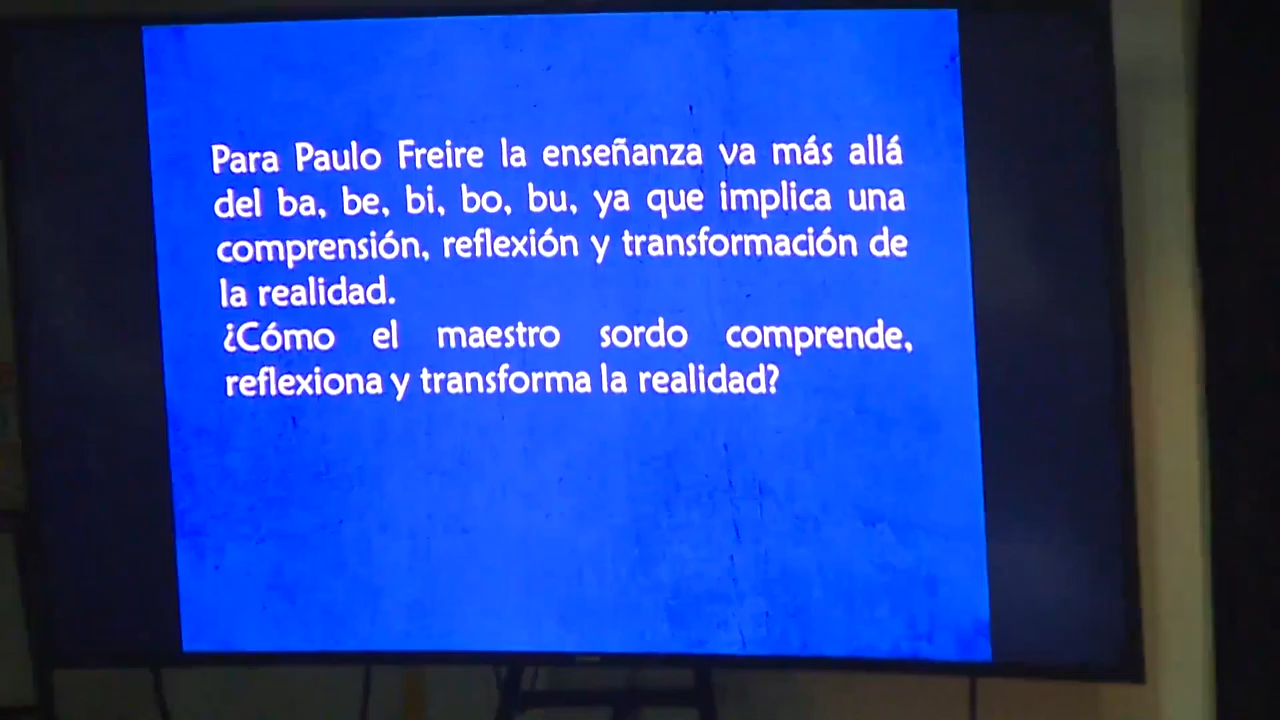 Para Paulo Freire la enseñanza va más allá
del ba, be, bi, bo, bu, ya que implica una
comprensión, reflexión y transformación de
la realidad.
¿Cómo el maestro sordo comprende,
reflexiona y transforma la realidad?